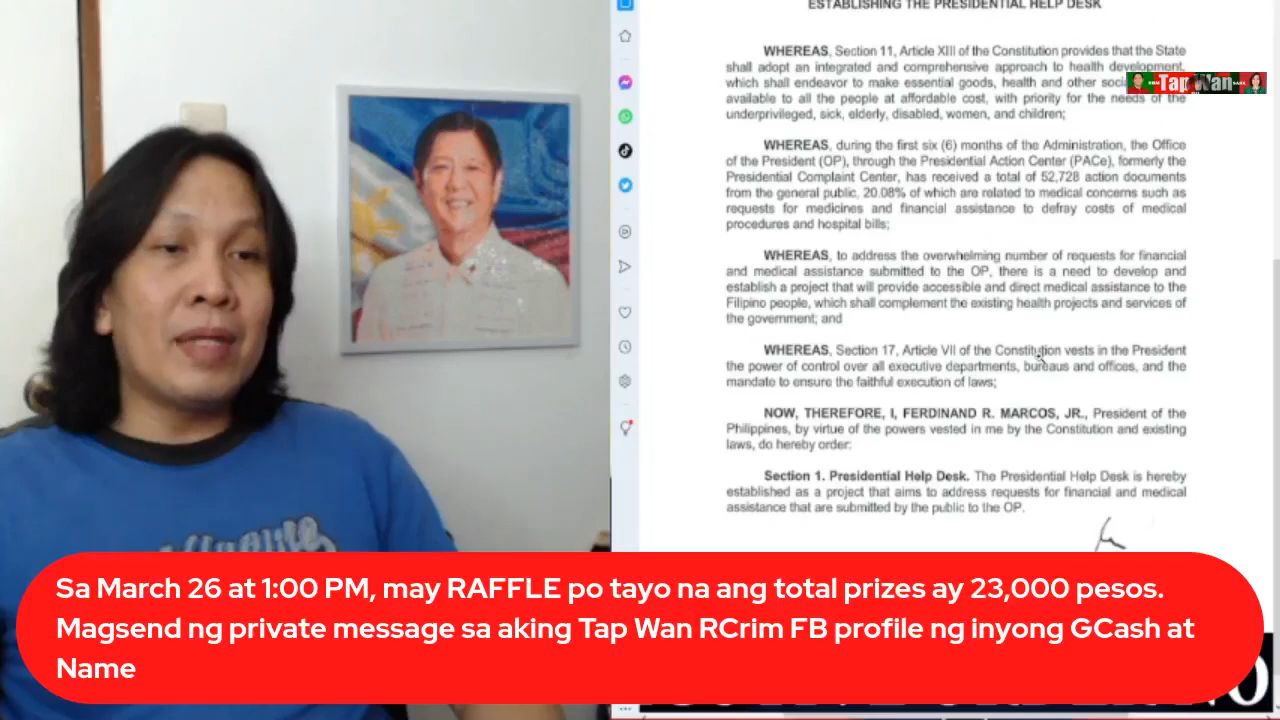 ESTABLISHING THE PRESIDENTIAL HELP DESK
WHEREAS, Section 11, Article XIII of the Constitution provides that the State
shall adopt an integrated and comprehensive approach to health development,
which shall endeavor to make essential goods, health and other
available to all the people at affordable cost, with priority for the needs of the
underprivileged, sick, elderly, disabled, women, and children;
WHEREAS, during the first six (6) months of the Administration, the Office
of the President (OP), through the Presidential Action Center (PACe), formerly the
Presidential Complaint Center, has received a total of 52,728 action documents
from the general public, 20.08% of which are related to medical concerns such as
requests for medicines and financial assistance to defray costs of medical
procedures and hospital bills;
WHEREAS, to address the overwhelming number of requests for financial
and medical assistance submitted to the OP, there is a need to develop and
establish a project that will provide accessible and direct medical assistance to the
Filipino people, which shall complement the existing health projects and services of
the government; and
WHEREAS, Section 17, Article VII of the Constitution vests in the President
the power of control over all executive departments, bureaus and offices, and the
mandate to ensure the faithful execution of laws;
NOW, THEREFORE, I, FERDINAND R. MARCOS, JR., President of the
Philippines, by virtue of the powers vested in me by the Constitution and existing
laws, do hereby order:
Section 1. Presidential Help Desk. The Presidential Help Desk is hereby
established as a project that aims to address requests for financial and medical
assistance that are submitted by the public to the OP.
Tap Wan
Sa March 26 at 1:00 PM, may RAFFLE po tayo na ang total prizes ay 23,000 pesos.
Magsend ng private message sa aking Tap Wan RCrim FB profile ng inyong GCash at
Name